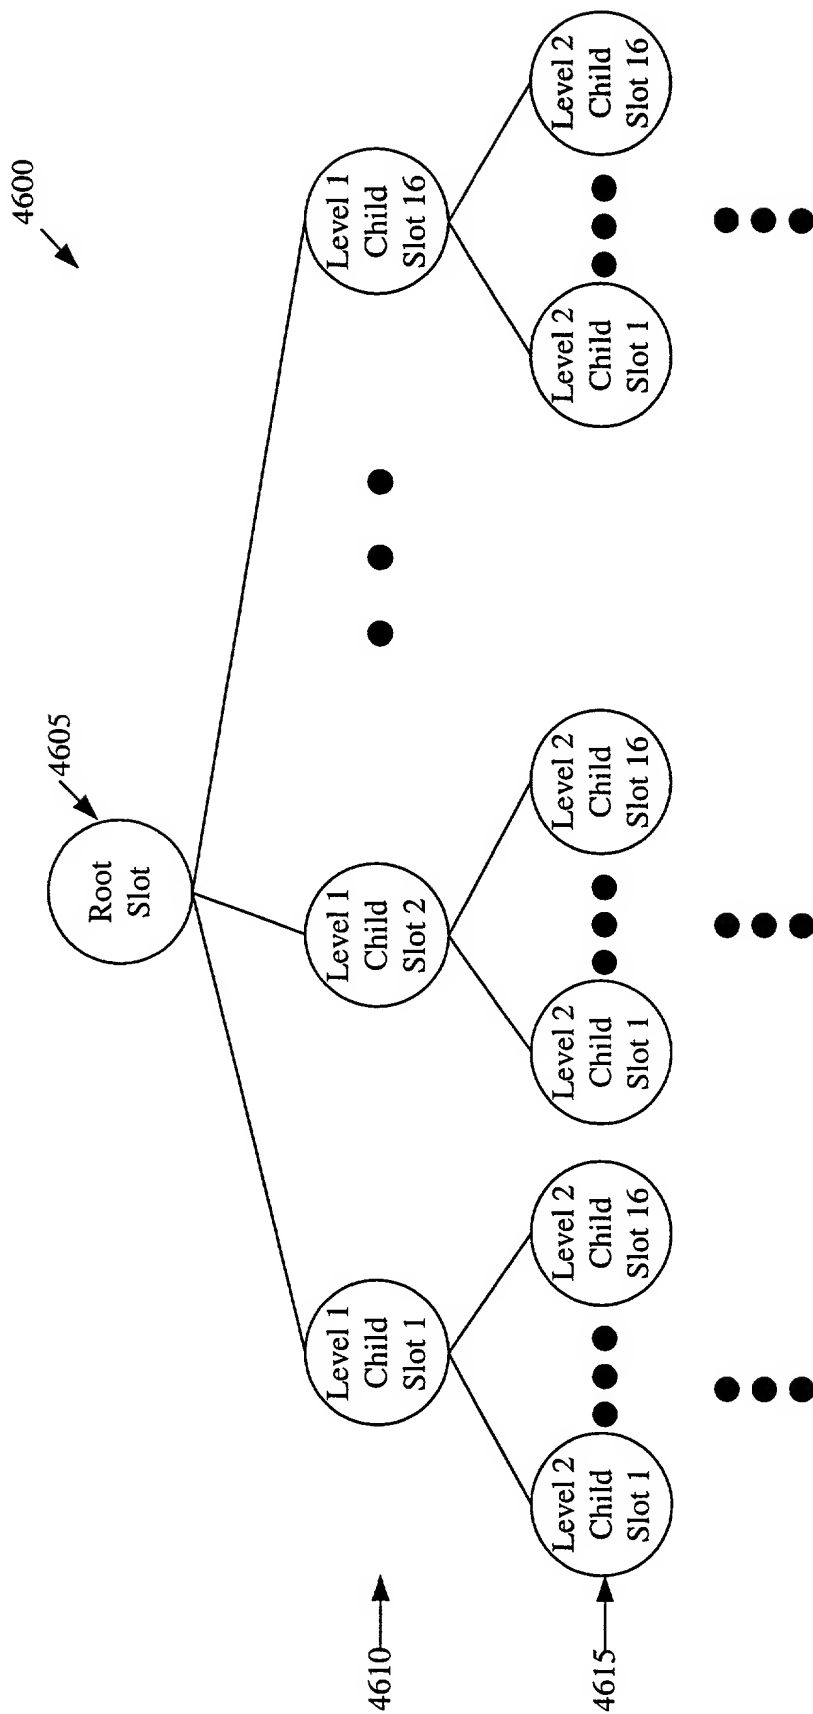 4600
4605
Root
Slot
4610
Level 1
Child
Slot 1
Level 1
Child
Slot 2
Level 1
Child
Slot 16
4615
Level 2
Child
Slot 1
Level 2
Child
Slot 16
Level 2
Child
Slot 1
Level 2
Child
Slot 16
Level 2
Child
Slot 1
Level 2
Child
Slot 16